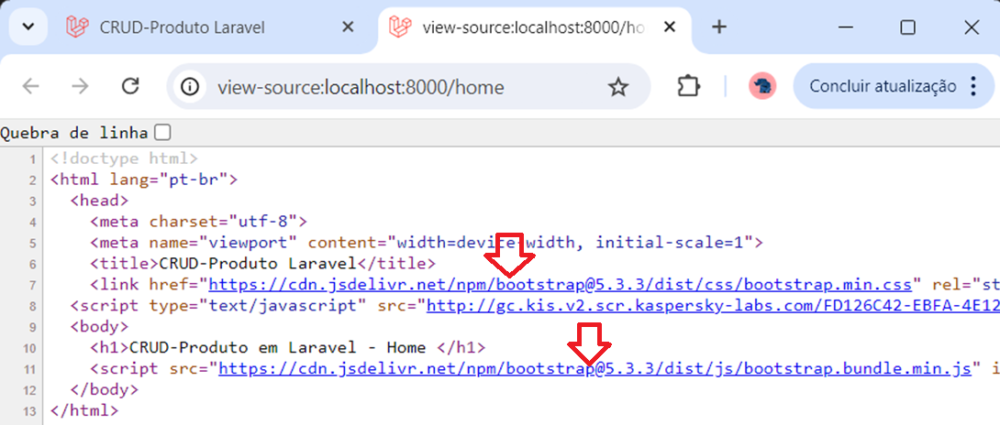 CRUD-Produto Laravel
view-source:localhost:8000/ho
view-source:localhost:8000/home
Concluir atualização
Quebra de linha
1 <!doctype html>
2 <html lang="pt-br">
3 <head>
4 <meta charset="utf-8">
5 <meta name="viewport" content="width=device-width, initial-scale=1">
6 <title>CRUD-Produto Laravel</title>
7 <link href="https://cdn.jsdelivr.net/npm/bootstrap@5.3.3/dist/css/bootstrap.min.css" rel="st
8 <script type="text/javascript" src="http://gc.kis.v2.scr.kaspersky-labs.com/FD126C42-EBFA-4E12
9 <body>
10 <h1>CRUD-Produto em Laravel - Home </h1>
11 <script src="https://cdn.jsdelivr.net/npm/bootstrap@5.3.3/dist/js/bootstrap.bundle.min.js" i
12 </body>
13 </html>